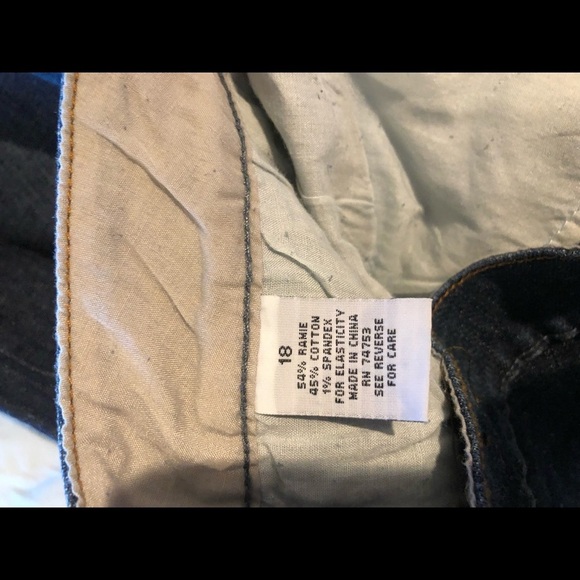 18
54% RAMIE
45% COTTON
1% SPANDEX
FOR ELASTICITY
MADE IN CHINA
RN 74753
SEE REVERSE
FOR CARE